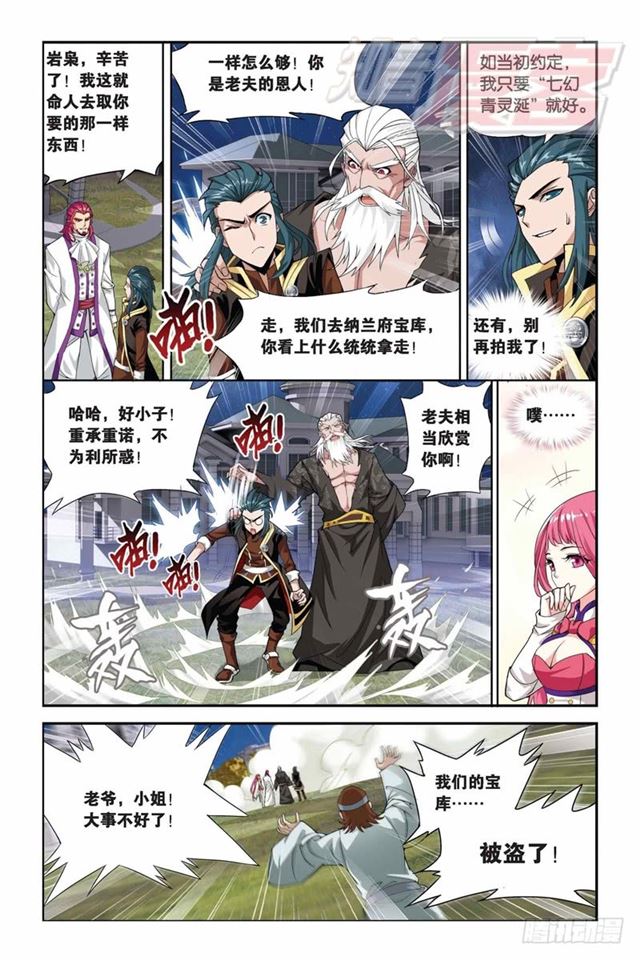 岩枭，辛苦
了！我这就
命人去取你
要的那一样
东西！
一样怎么够！你
是老夫的恩人！
如当初约定，
我只要“七幻
青灵涎”就好。
啪！
走，我们去纳兰府宝库，
你看上什么统统拿走！
还有，别
再拍我了！
哈哈，好小子！
重承重诺，不
为利所惑！
啪！
啪！
啪！
老夫相
当欣赏
你啊！
轰
轰
噗……
老爷，小姐！
大事不好了！
我们的宝
库……
被盗了！
腾讯动漫